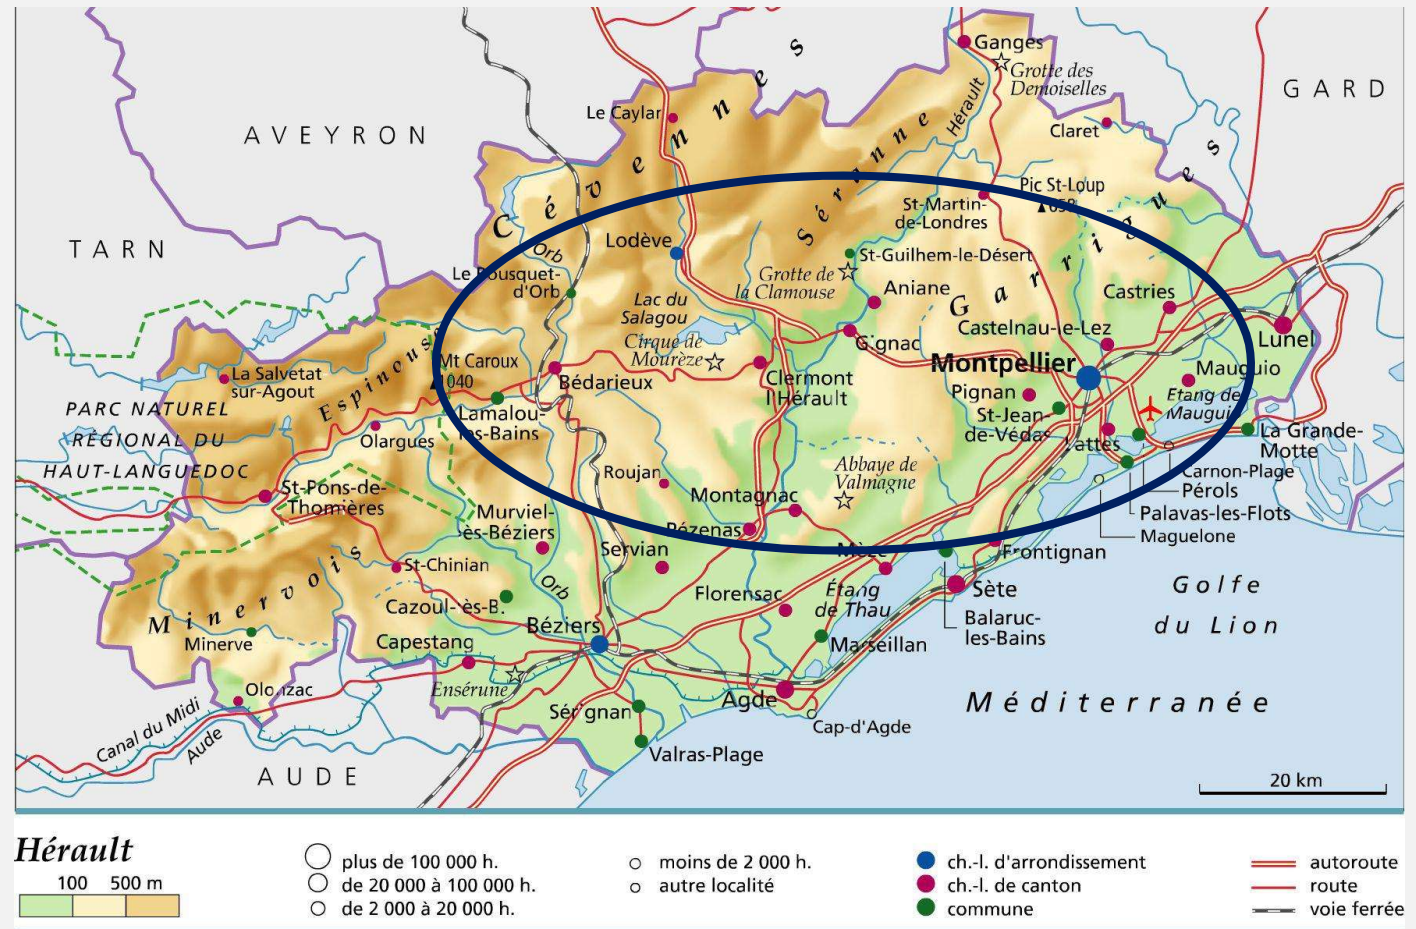 Ganges
Grotte des
Demoiselles
GARD
Le Caylar
Hérault
Claret
AVEYRON
Cévennes
Séranne
Garrigues
Pic St-Loup
658
St-Martin-
de-Londres
TARN
Orb
Lodève
St-Guilhem-le-Désert
Le Pousquet-
d'Orb
Grotte de
la Clamouse
Aniane
Lac du
Salagou
Castries
Castelnau-le-Lez
Cirque de
Mourèze
Gignac
Lunel
Espinouse
Mt Caroux
1040
Montpellier
Mauguio
La Salvetat
sur-Agout
Bédarieux
Clermont
l'Hérault
Pignan
Étang de
Mauguio
PARC NATUREL
RÉGIONAL DU
HAUT-LANGUEDOC
Lamalou-
les-Bains
St-Jean-
de-Védas
Lattes
La Grande-
Motte
Olargues
Roujan
Abbaye de
Valmagne
Carnon-Plage
Pérols
St-Pons-de-
Thomières
Montagnac
Palavas-les-Flots
Murviel-
-ès-Béziers
Pézenas
Maguelone
Servian
Mèze
Frontignan
St-Chinian
Minervois
Orb
Florensac
Étang
de Thau
Sète
Golfe
du Lion
Cazoul-ès-B.
Béziers
Balaruc-
les-Bains
Minerve
Capestang
Marseillan
Olonzac
Ensérune
Agde
Méditerranée
Canal du Midi
Aude
Sérignan
Cap-d'Agde
AUDE
Valras-Plage
20 km
Hérault
100 500 m
plus de 100 000 h.
de 20 000 à 100 000 h.
de 2 000 à 20 000 h.
moins de 2 000 h.
autre localité
ch.-l. d'arrondissement
ch.-l. de canton
commune
autoroute
route
voie ferrée